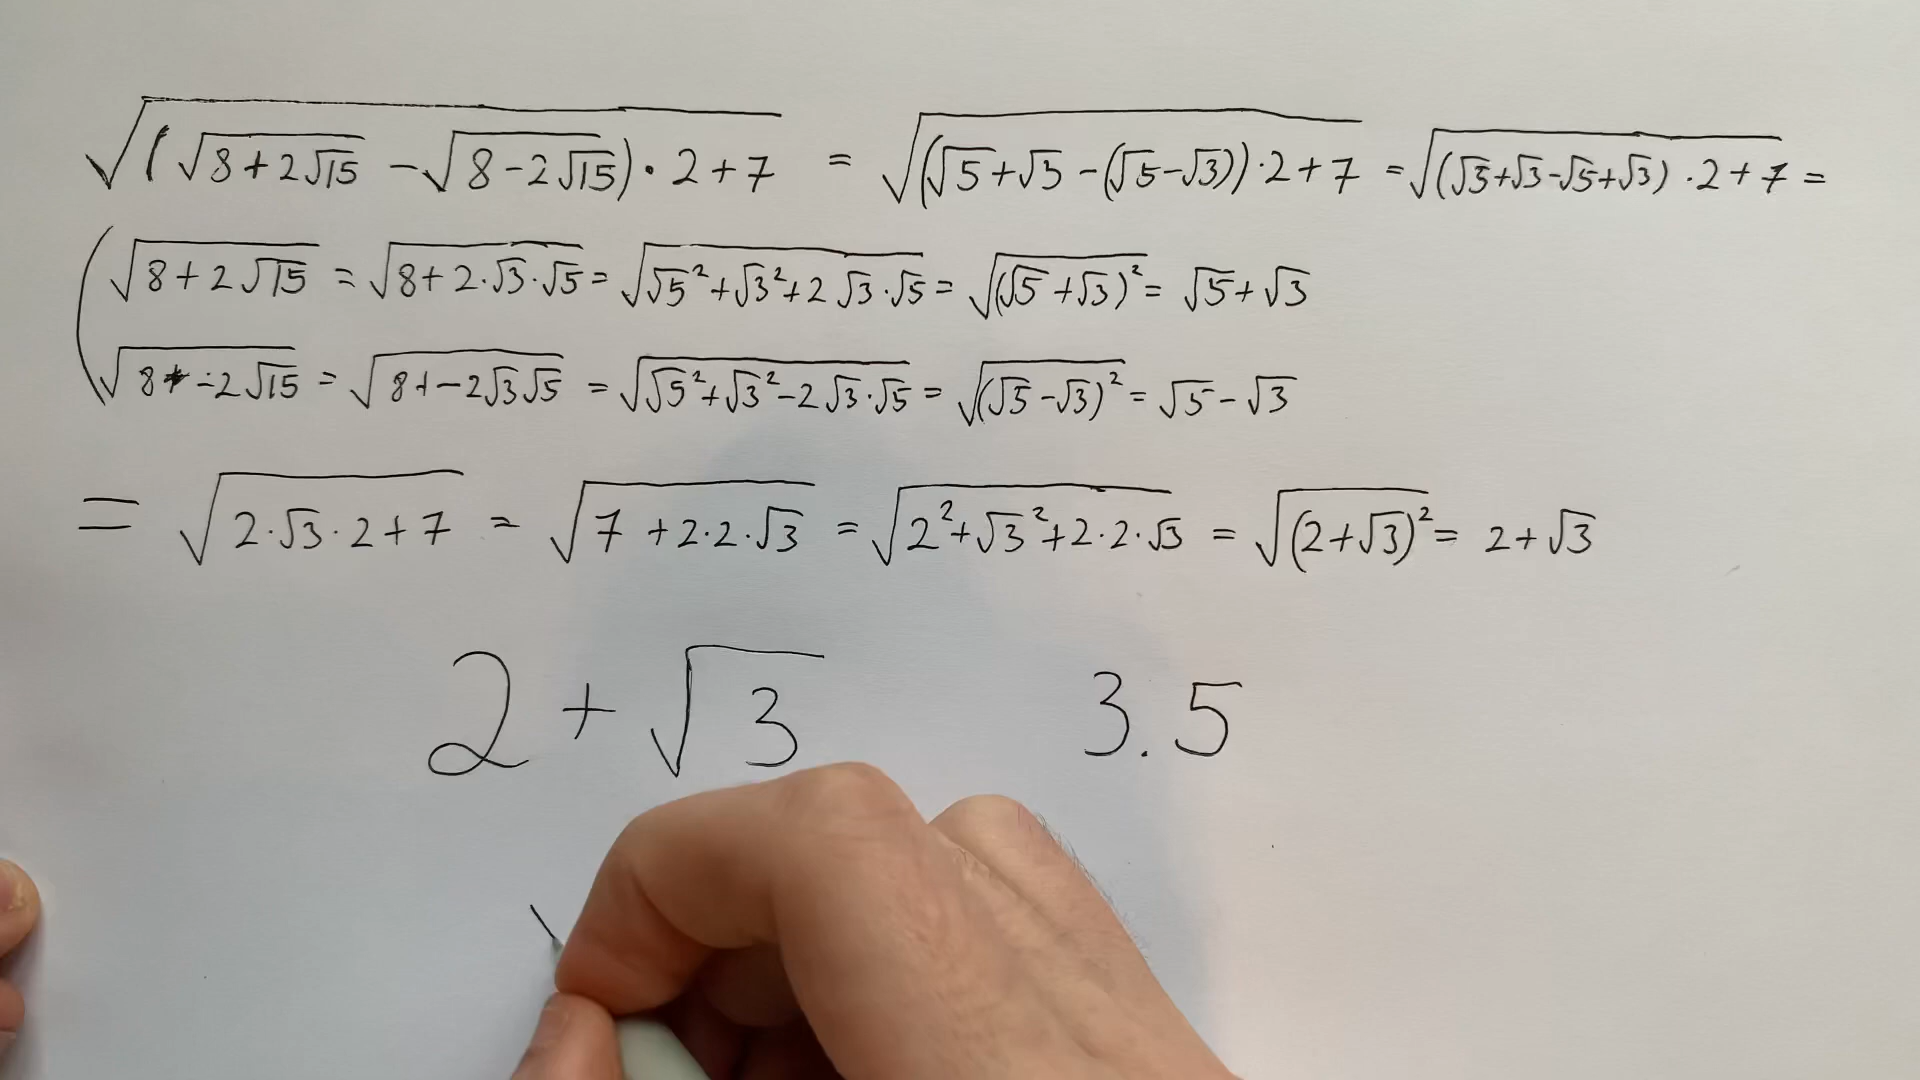 √((√(8+2√15) - √(8-2√15))·2+7) = √((√5+√3-(√5-√3))·2+7) = √((√5+√3-√5+√3)·2+7) =
(√(8+2√15) = √(8+2·√3·√5) = √(√5²+√3²+2√3·√5) = √((√5+√3)²) = √5+√3
√(8-2√15) = √(8+-2√3√5) = √(√5²+√3²-2√3·√5) = √((√5-√3)²) = √5-√3
= √(2·√3·2+7) = √(7+2·2·√3) = √(2²+√3²+2·2·√3) = √((2+√3)²) = 2+√3
2+√3 3.5